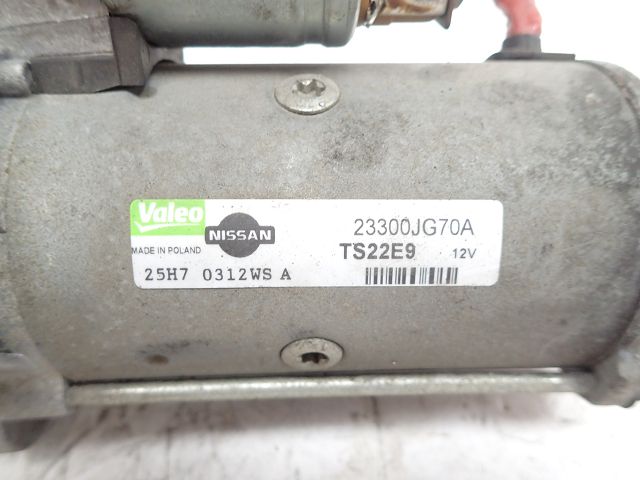 Valeo
NISSAN
23300JG70A
MADE IN POLAND
TS22E9 12V
25H7 0312WS A